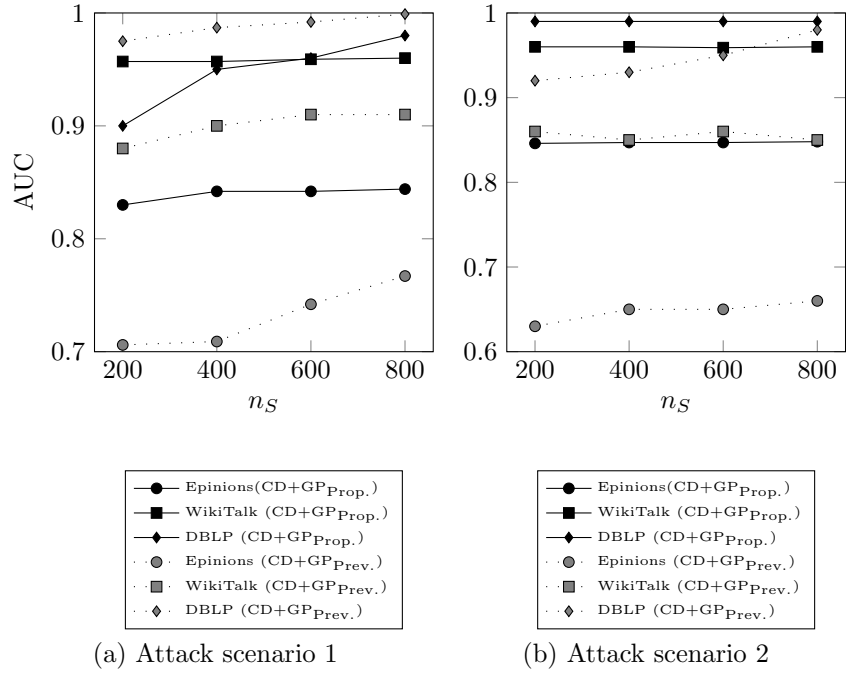 1
0.9
0.8
0.7
AUC
200 400 600 800
n_S
1
0.9
0.8
0.7
0.6
200 400 600 800
n_S
Epinions(CD+GP_Prop.)
WikiTalk (CD+GP_Prop.)
DBLP (CD+GP_Prop.)
Epinions (CD+GP_Prev.)
WikiTalk (CD+GP_Prev.)
DBLP (CD+GP_Prev.)
(a) Attack scenario 1
Epinions(CD+GP_Prop.)
WikiTalk (CD+GP_Prop.)
DBLP (CD+GP_Prop.)
Epinions (CD+GP_Prev.)
WikiTalk (CD+GP_Prev.)
DBLP (CD+GP_Prev.)
(b) Attack scenario 2